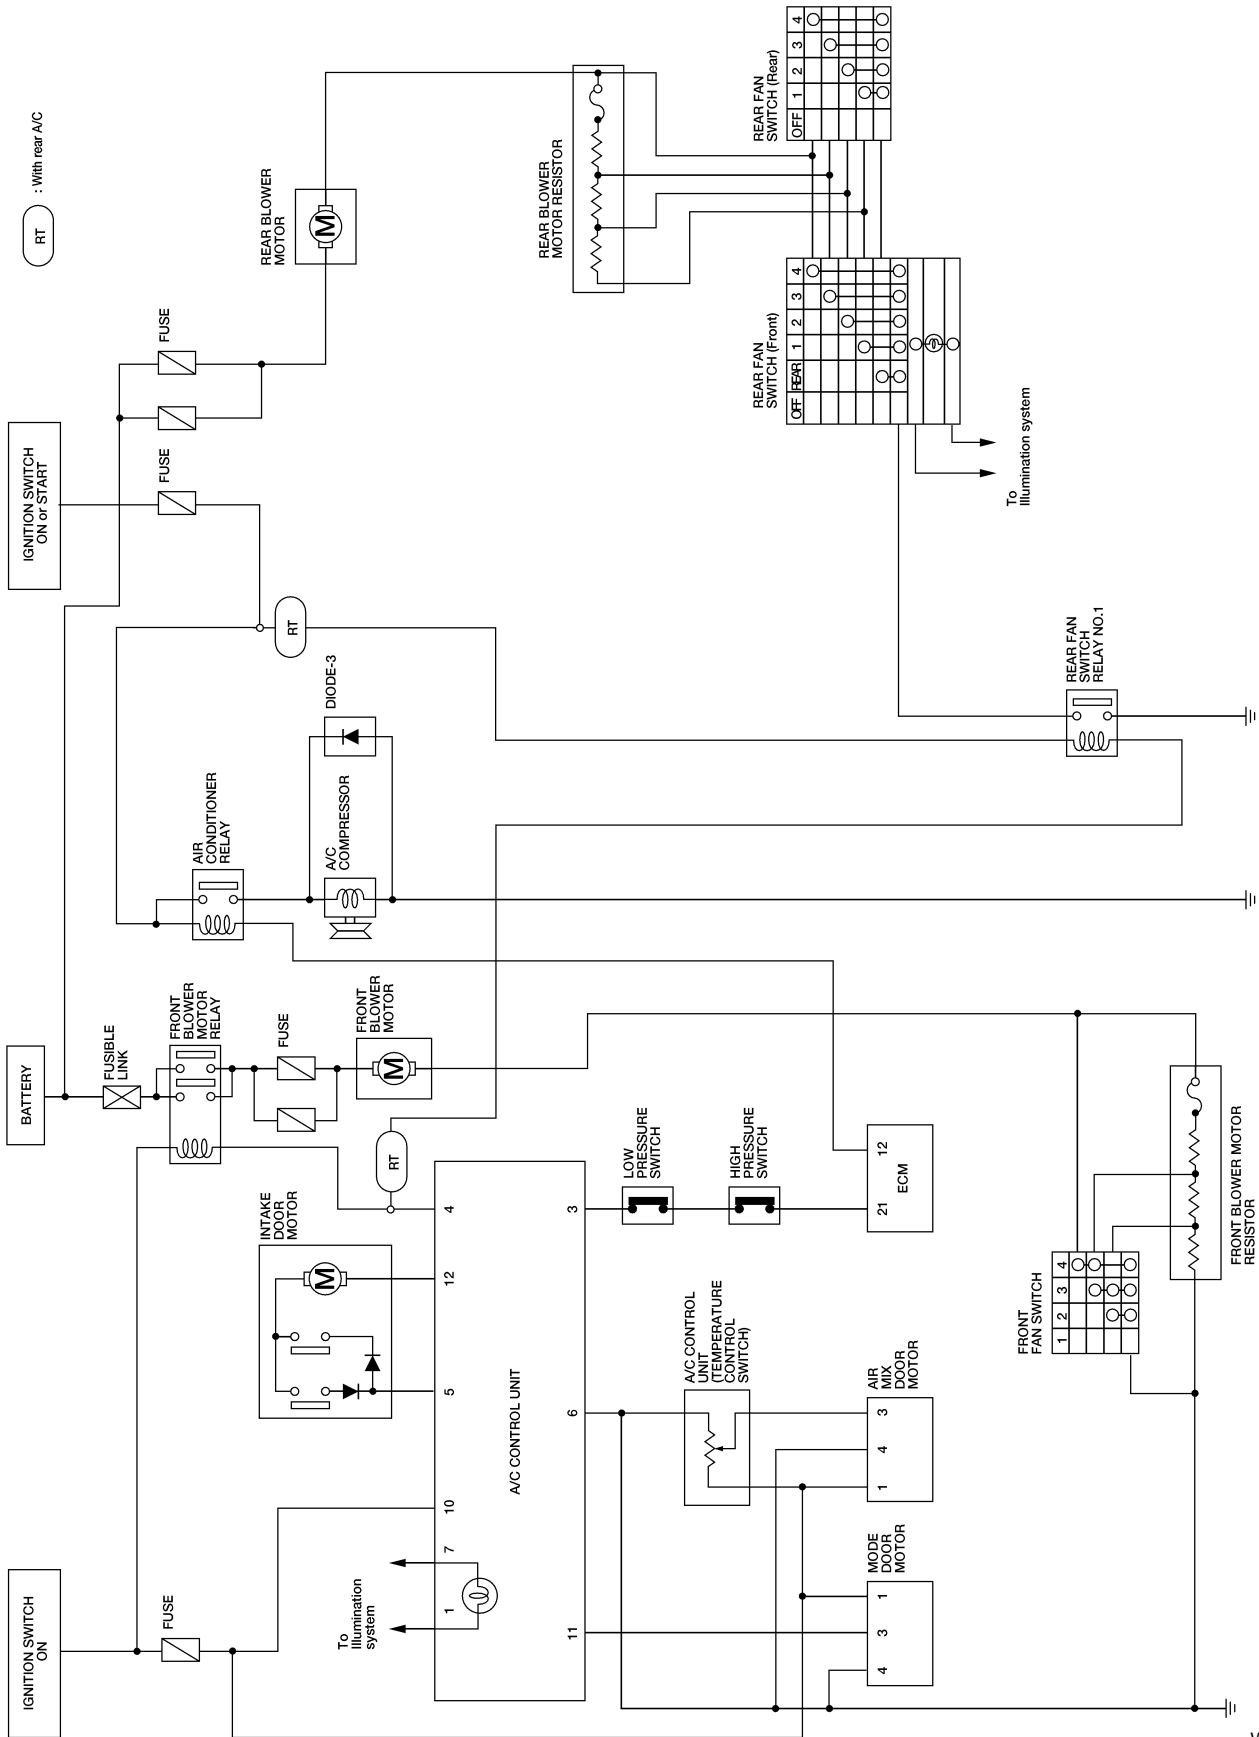 IGNITION SWITCH
ON
BATTERY
IGNITION SWITCH
ON or START
RT
: With rear A/C
FUSE
FUSIBLE
LINK
FUSE
FUSE
FRONT
BLOWER
MOTOR
RELAY
AIR
CONDITIONER
RELAY
REAR BLOWER
MOTOR
INTAKE
DOOR
MOTOR
M
FUSE
FRONT
BLOWER
MOTOR
M
RT
DIODE-3
A/C
COMPRESSOR
M
To
Illumination
system
RT
1
7
10
5
12
4
A/C CONTROL UNIT
11
6
3
LOW
PRESSURE
SWITCH
HIGH
PRESSURE
SWITCH
REAR BLOWER
MOTOR RESISTOR
A/C CONTROL
UNIT
(TEMPERATURE
CONTROL
SWITCH)
MODE
DOOR
MOTOR
4
3
1
AIR
MIX
DOOR
MOTOR
1
4
3
21
12
ECM
REAR FAN
SWITCH (Front)
OFF
REAR
1
2
3
4
REAR FAN
SWITCH (Rear)
OFF
1
2
3
4
To
Illumination system
FRONT
FAN SWITCH
1
2
3
4
REAR FAN
SWITCH
RELAY NO.1
FRONT BLOWER MOTOR
RESISTOR